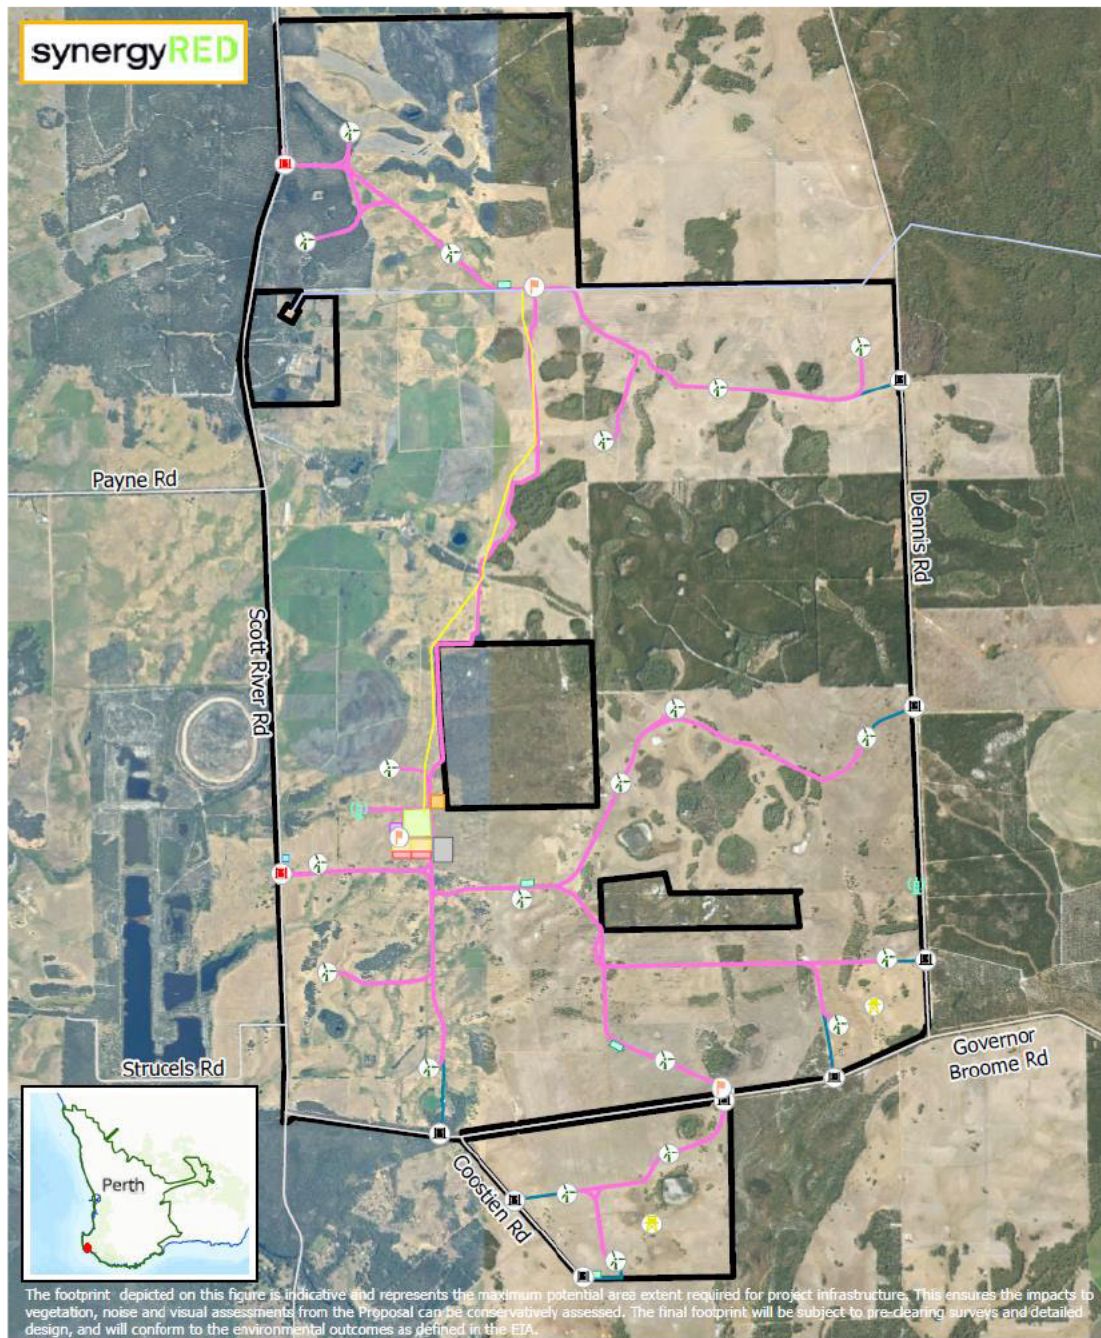 synergyRED
Payne Rd
Dennis Rd
Scott River Rd
Strucels Rd
Governor
Broome Rd
Coostien Rd
Perth
The footprint depicted on this figure is indicative and represents the maximum potential area extent required for project infrastructure. This ensures the impacts to
vegetation, noise and visual assessments from the Proposal can be conservatively assessed. The final footprint will be subject to pre-clearing surveys and detailed
design, and will conform to the environmental outcomes as defined in the EIA.